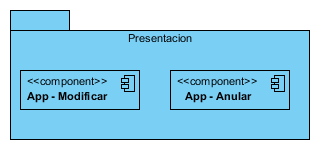 Presentacion
<<component>>
App - Modificar
<<component>>
App - Anular